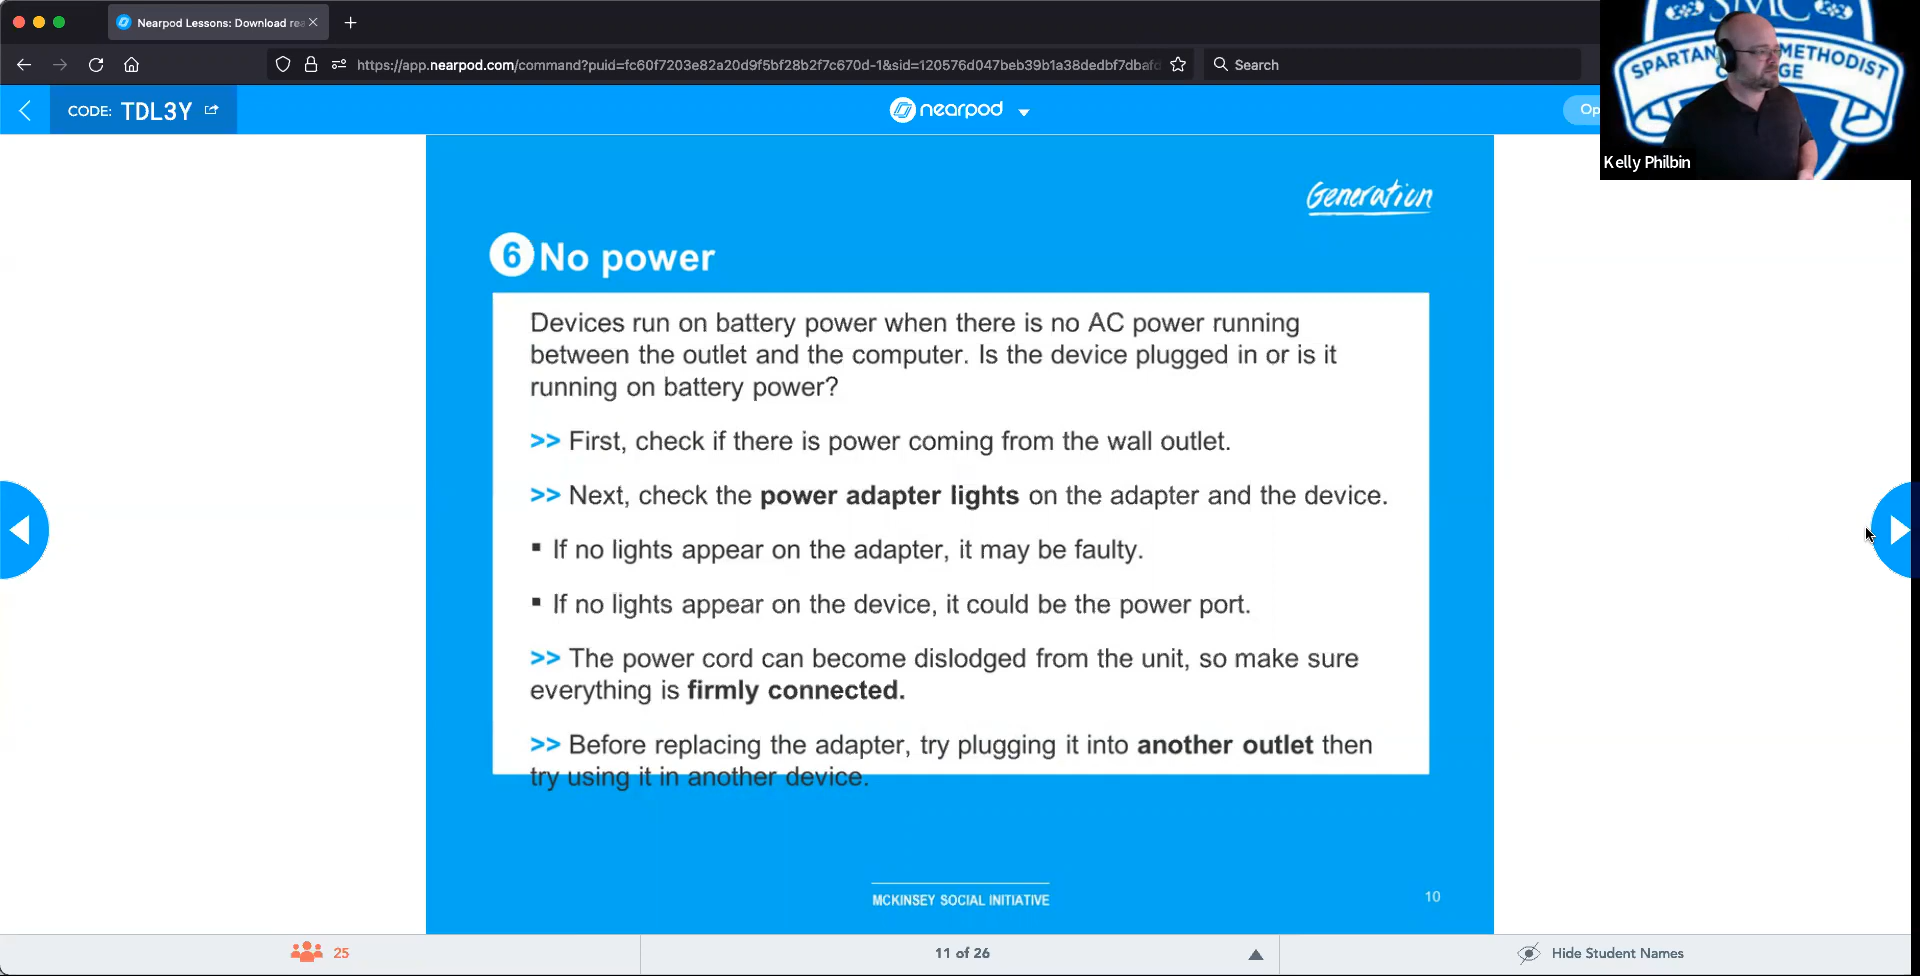 Nearpod Lessons: Download rea
https://app.nearpod.com/command?puid=fc60f7203e82a20d9f5bf28b2f7c670d-1&sid=120576d047beb39b1a38dedbf7dbafd
Search
SMC
SPARTAN METHODIST
GE
Kelly Philbin
CODE: TDL3Y
nearpod
Op
Generation
6 No power
Devices run on battery power when there is no AC power running
between the outlet and the computer. Is the device plugged in or is it
running on battery power?
>> First, check if there is power coming from the wall outlet.
>> Next, check the power adapter lights on the adapter and the device.
▪ If no lights appear on the adapter, it may be faulty.
▪ If no lights appear on the device, it could be the power port.
>> The power cord can become dislodged from the unit, so make sure
everything is firmly connected.
>> Before replacing the adapter, try plugging it into another outlet then
try using it in another device.
MCKINSEY SOCIAL INITIATIVE
10
25
11 of 26
Hide Student Names